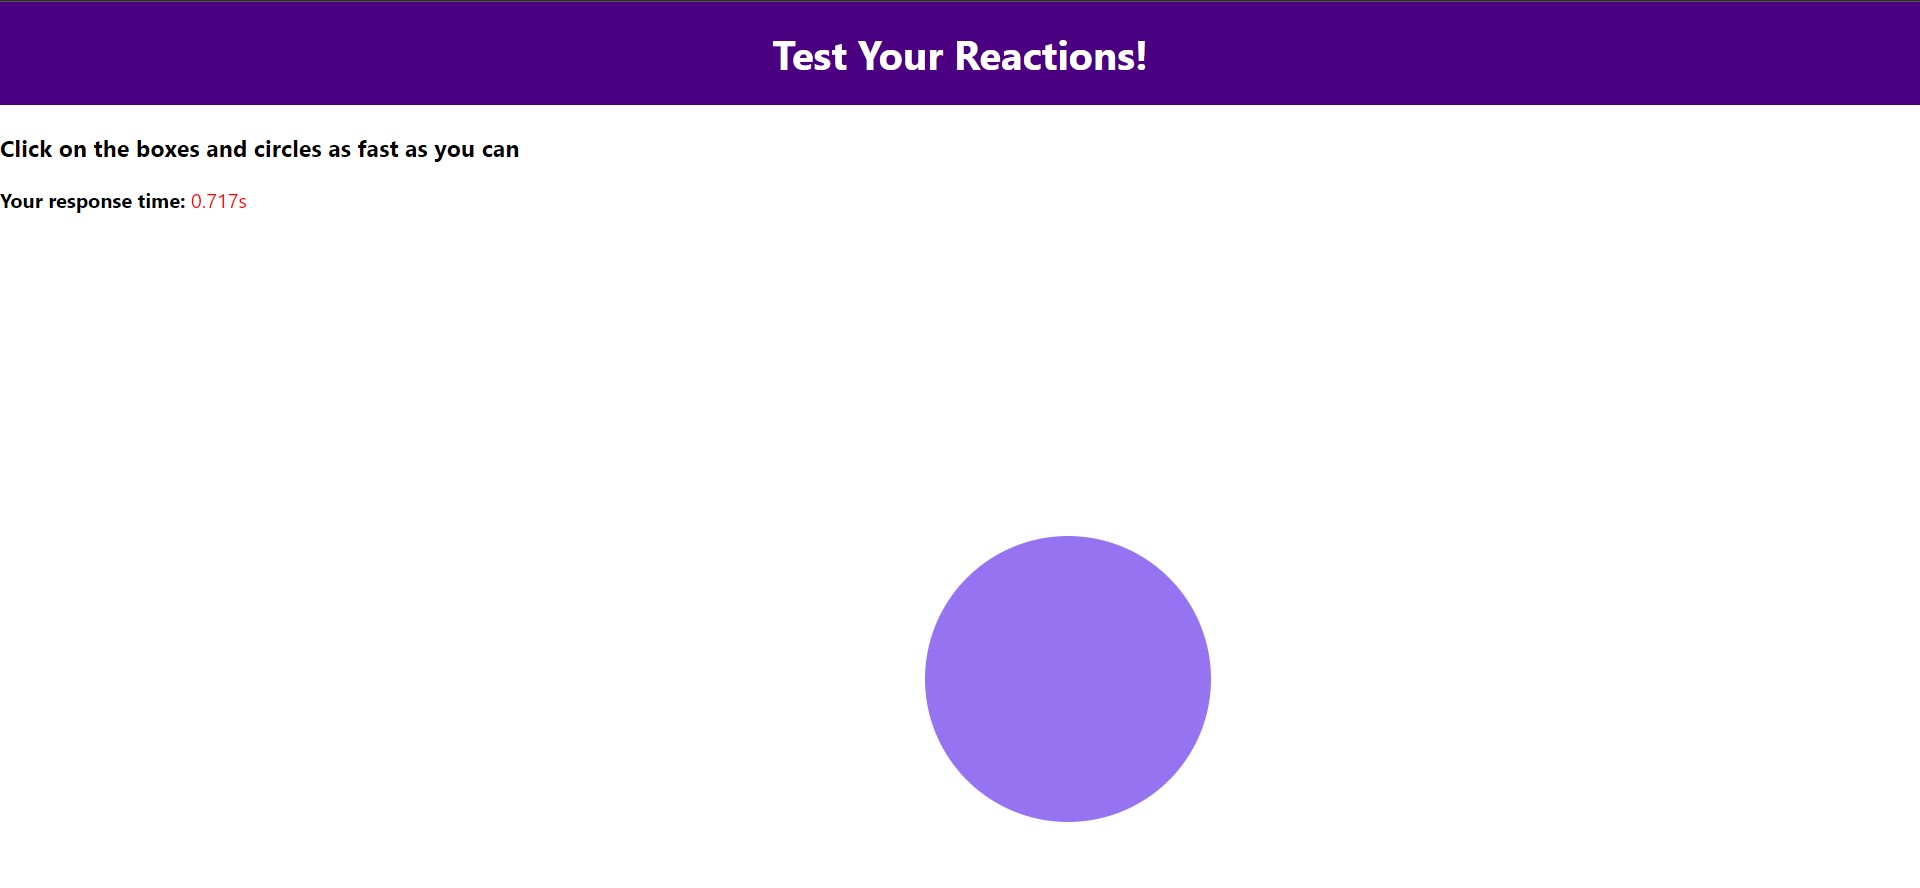 Test Your Reactions!
Click on the boxes and circles as fast as you can
Your response time: 0.717s